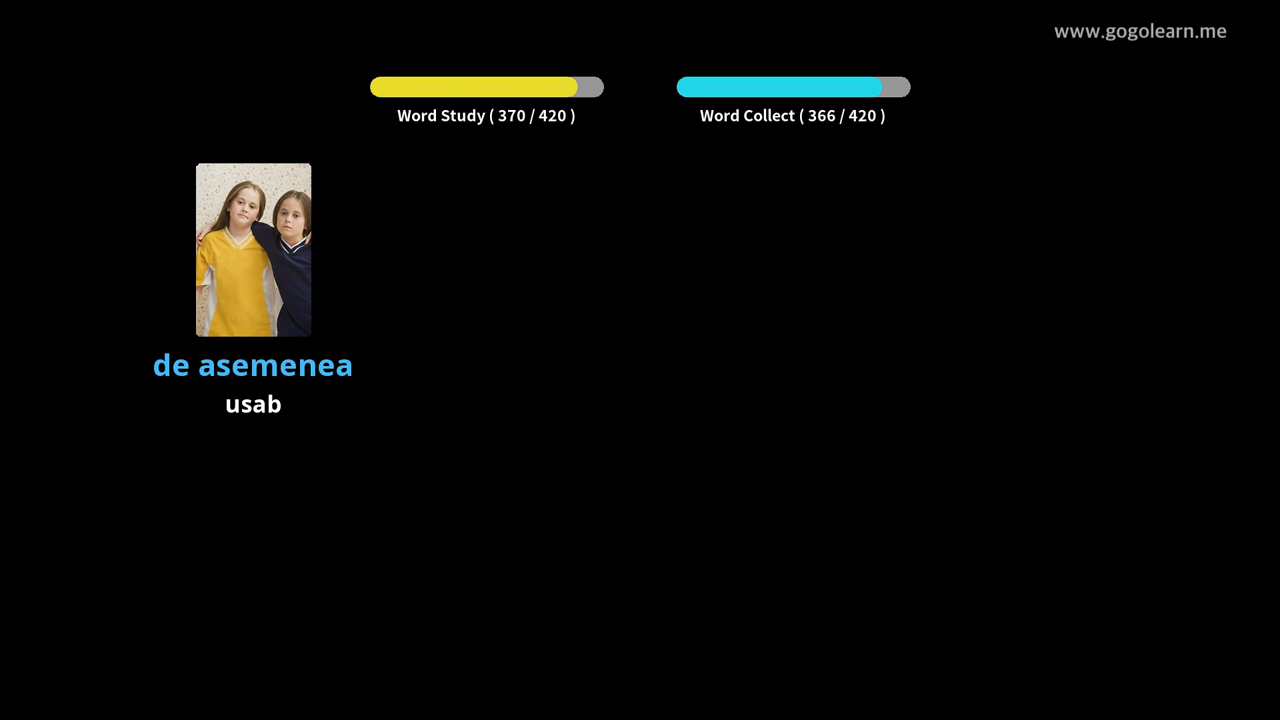 www.gogolearn.me
Word Study ( 370 / 420 )
Word Collect ( 366 / 420 )
de asemenea
usab